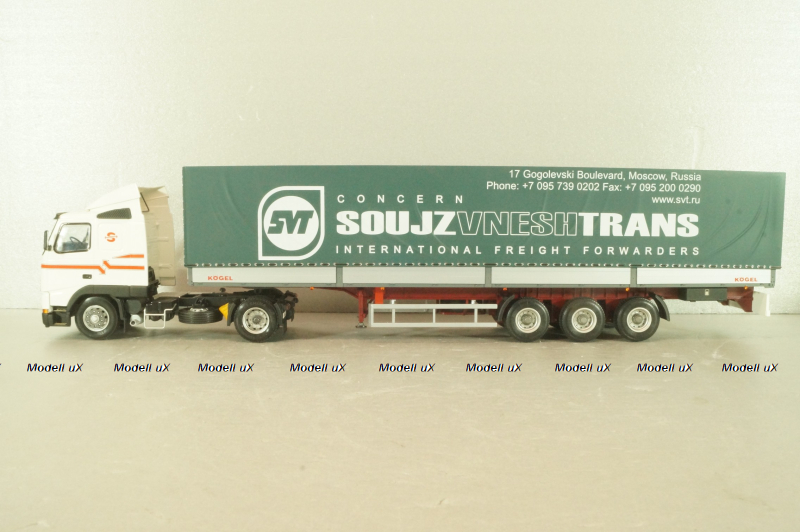 17 Gogolevski Boulevard, Moscow, Russia
Phone: +7 095 739 0202 Fax: +7 095 200 0290
www.svt.ru
CONCERN
SVT
SOUJZVNESHTRANS
INTERNATIONAL FREIGHT FORWARDERS
KÖGEL KÖGEL
Modell uX Modell uX Modell uX Modell uX Modell uX Modell uX Modell uX Modell uX Modell uX